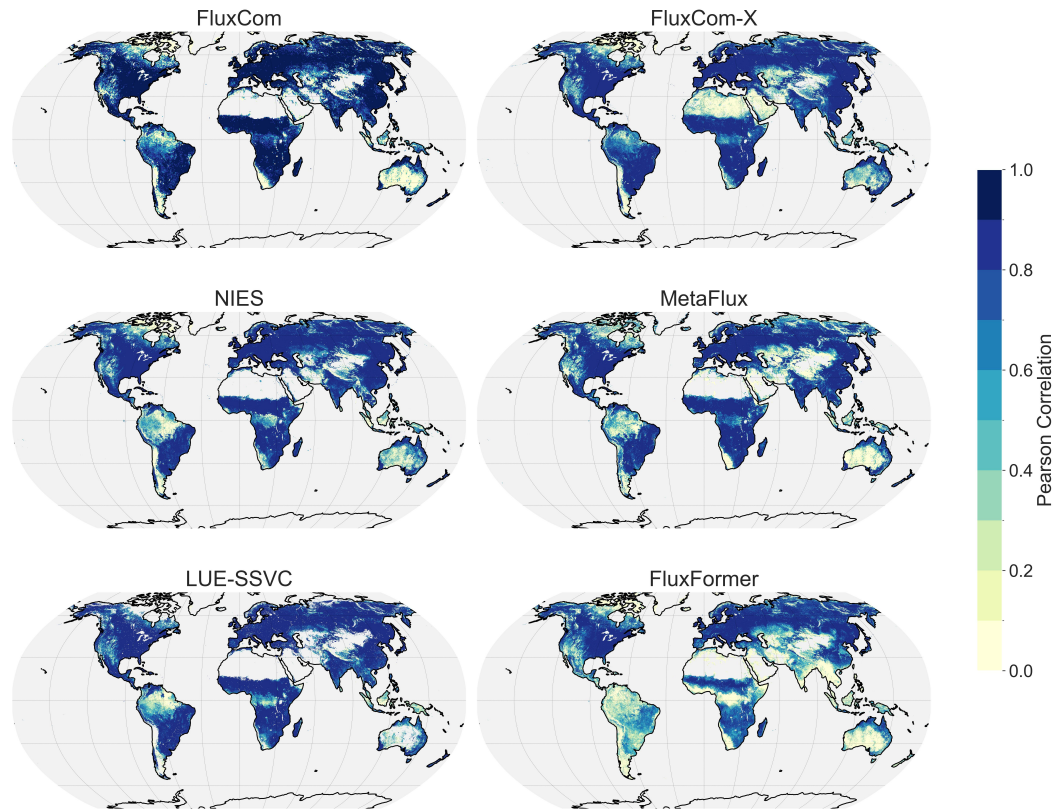 FluxCom
FluxCom-X
NIES
MetaFlux
LUE-SSVC
FluxFormer
1.0
0.8
0.6
0.4
0.2
0.0
Pearson Correlation